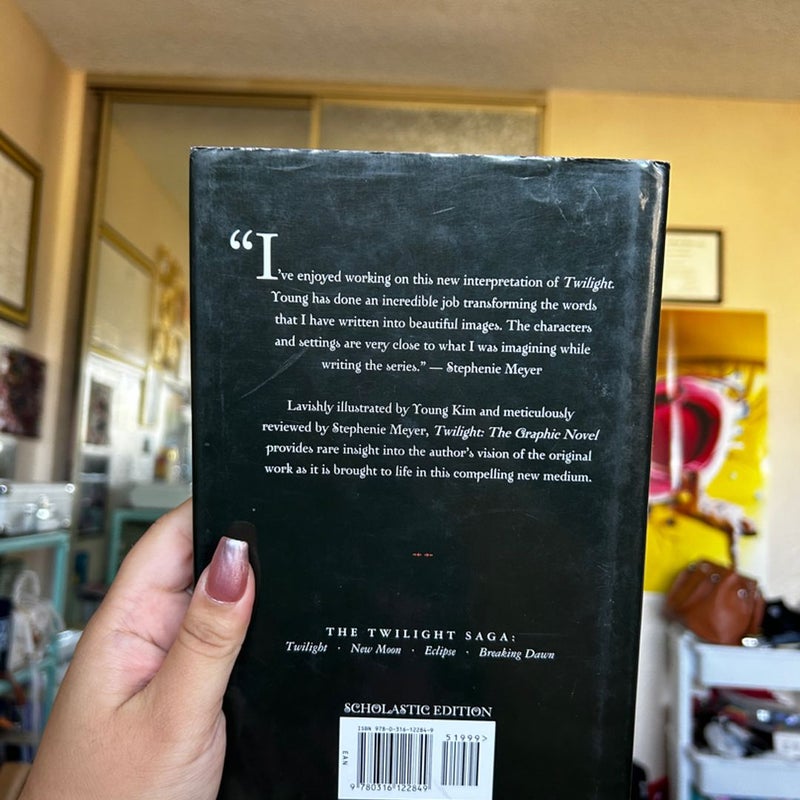 “I’ve enjoyed working on this new interpretation of Twilight.
Young has done an incredible job transforming the words
that I have written into beautiful images. The characters
and settings are very close to what I was imagining while
writing the series.” — Stephenie Meyer
Lavishly illustrated by Young Kim and meticulously
reviewed by Stephenie Meyer, Twilight: The Graphic Novel
provides rare insight into the author’s vision of the original
work as it is brought to life in this compelling new medium.
THE TWILIGHT SAGA:
Twilight · New Moon · Eclipse · Breaking Dawn
SCHOLASTIC EDITION
ISBN 978-0-316-12284-9
51999>
EAN
9 780316 122849